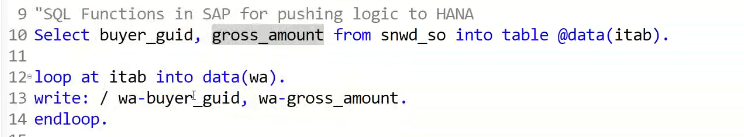 9 "SQL Functions in SAP for pushing logic to HANA
10 Select buyer_guid, gross_amount from snwd_so into table @data(itab).
11
12 loop at itab into data(wa).
13 write: / wa-buyer_guid, wa-gross_amount.
14 endloop.